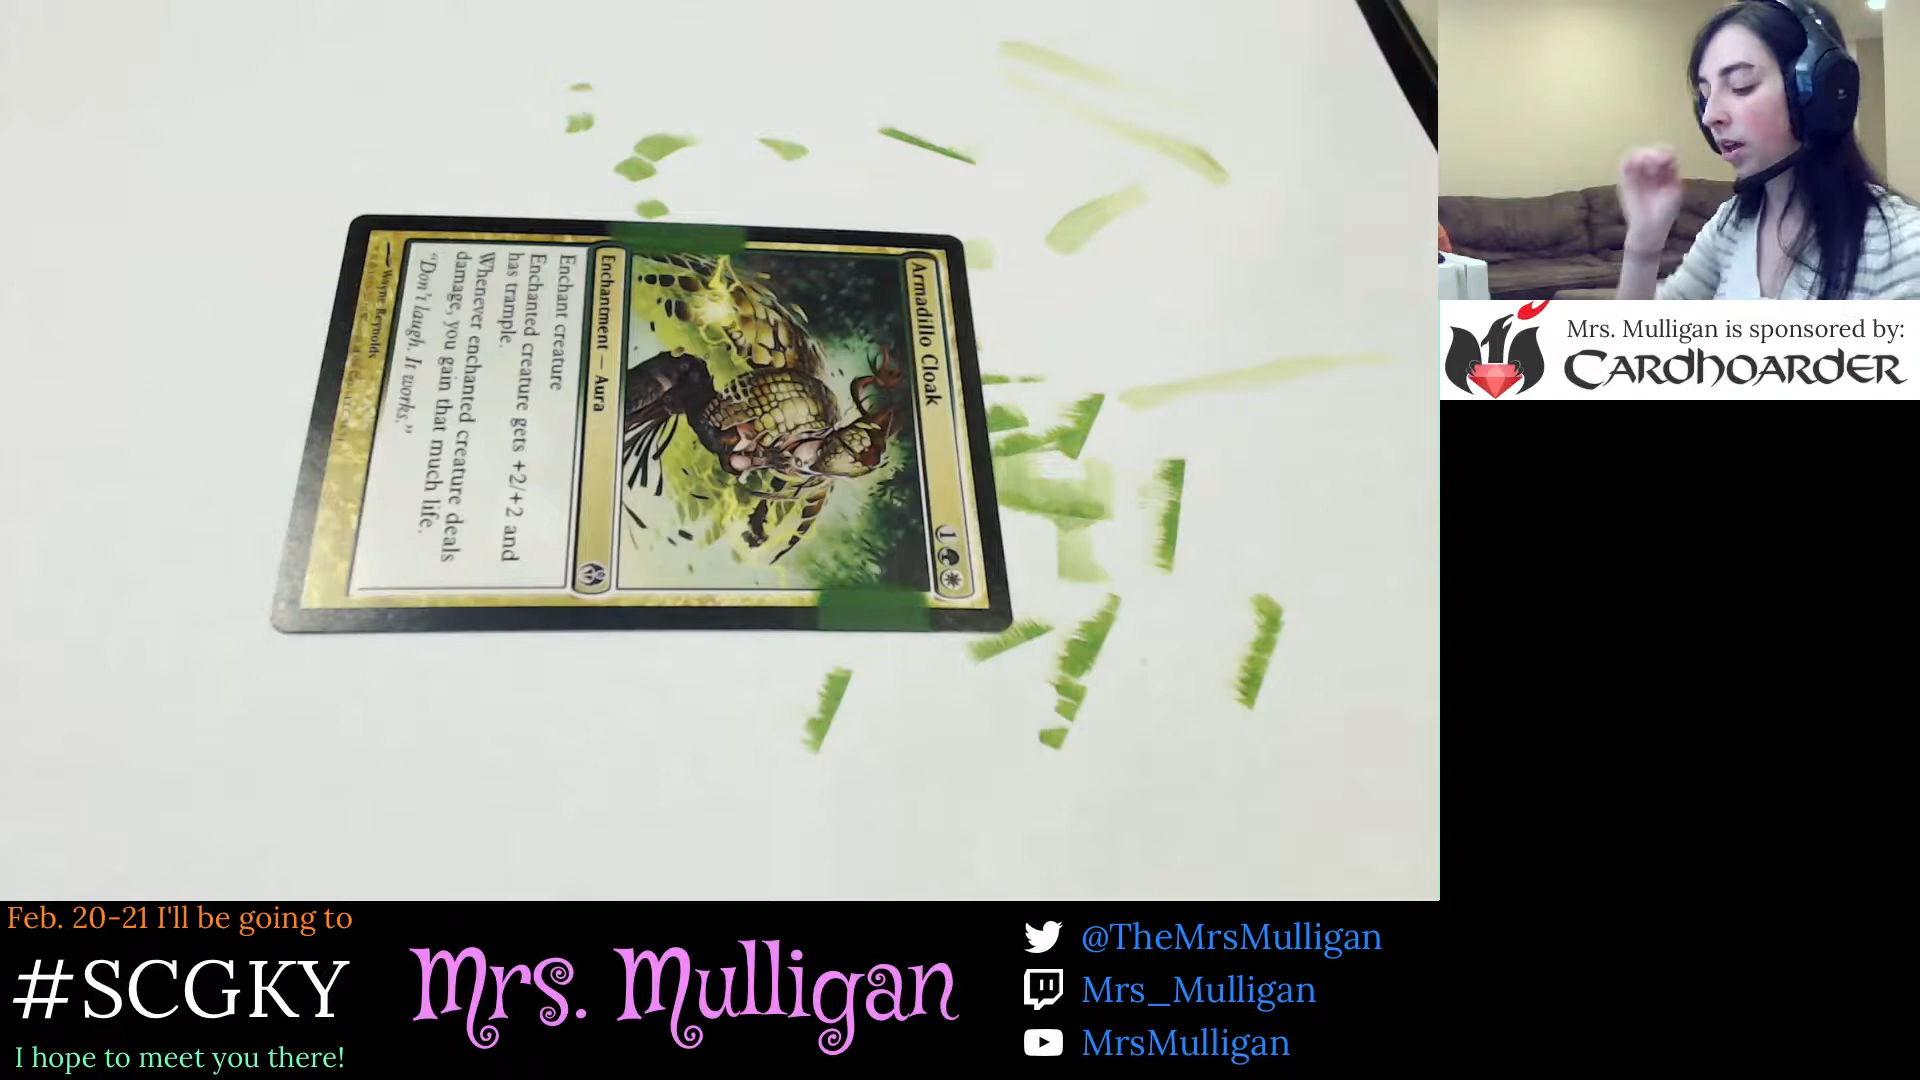 Armadillo Cloak
1
Enchantment — Aura
Enchant creature
Enchanted creature gets +2/+2 and
has trample.
Whenever enchanted creature deals
damage, you gain that much life.
“Don't laugh. It works.”
Wayne Reynolds
Mrs. Mulligan is sponsored by:
CARDHOARDER
Feb. 20-21 I'll be going to
#SCGKY
I hope to meet you there!
Mrs. Mulligan
@TheMrsMulligan
Mrs_Mulligan
MrsMulligan